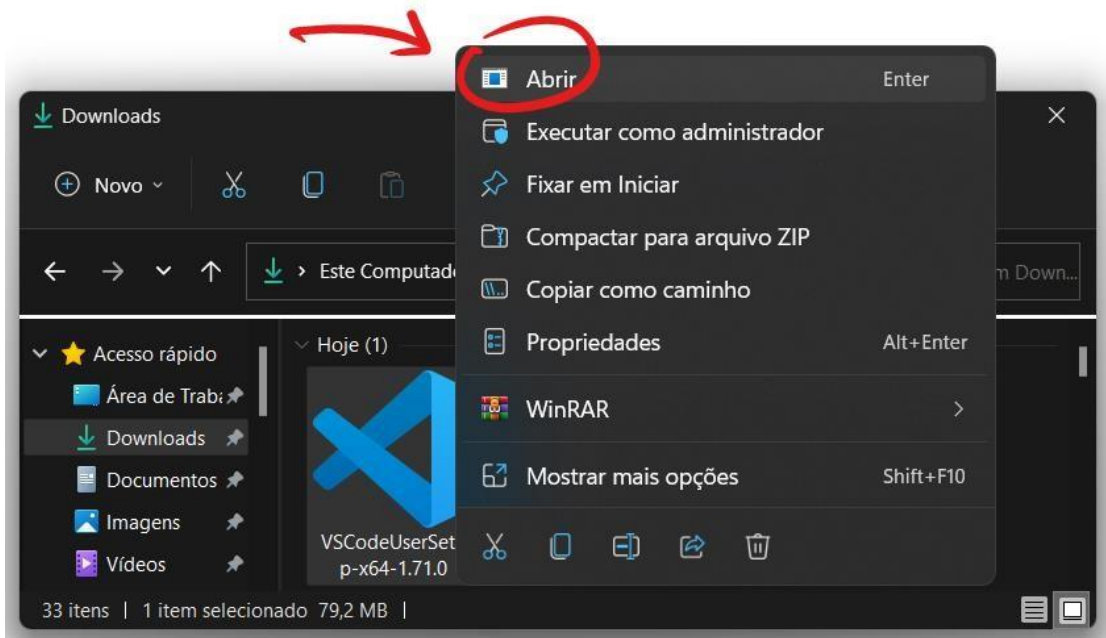 Abrir Enter
Downloads
Executar como administrador
Novo
Fixar em Iniciar
Compactar para arquivo ZIP
Este Computad
Down...
Copiar como caminho
Hoje (1)
Propriedades Alt+Enter
Acesso rápido
Área de Trab
WinRAR
Downloads
Documentos
Mostrar mais opções Shift+F10
Imagens
VSCodeUserSet
p-x64-1.71.0
Vídeos
33 itens | 1 item selecionado 79,2 MB |